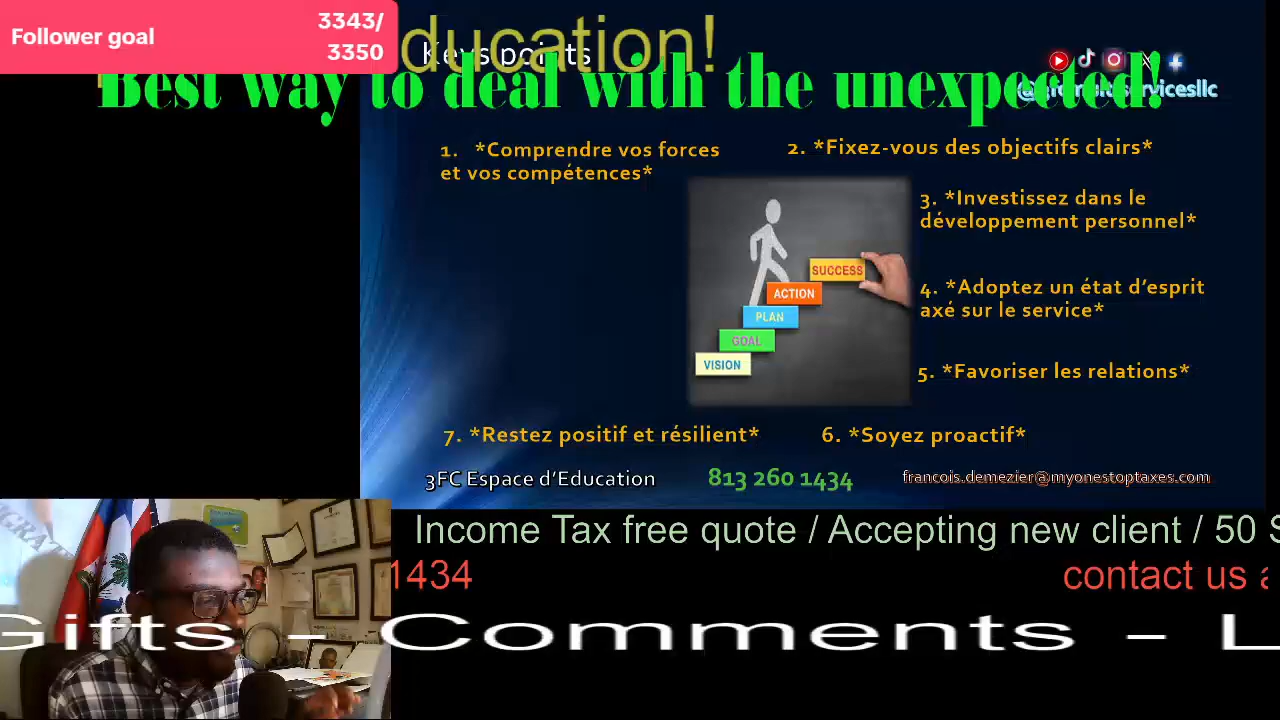 Follower goal
3343/
3350
ducation!
Keys points
Best way to deal with the unexpected!
1. *Comprendre vos forces
et vos compétences*
2. *Fixez-vous des objectifs clairs*
3. *Investissez dans le
développement personnel*
SUCCESS
ACTION
PLAN
GOAL
VISION
4. *Adoptez un état d'esprit
axé sur le service*
5. *Favoriser les relations*
7. *Restez positif et résilient*
6. *Soyez proactif*
3FC Espace d'Education
813 260 1434
francois.demezier@myonestoptaxes.com
Income Tax free quote / Accepting new client / 50 S
1434
contact us a
Gifts - Comments - L